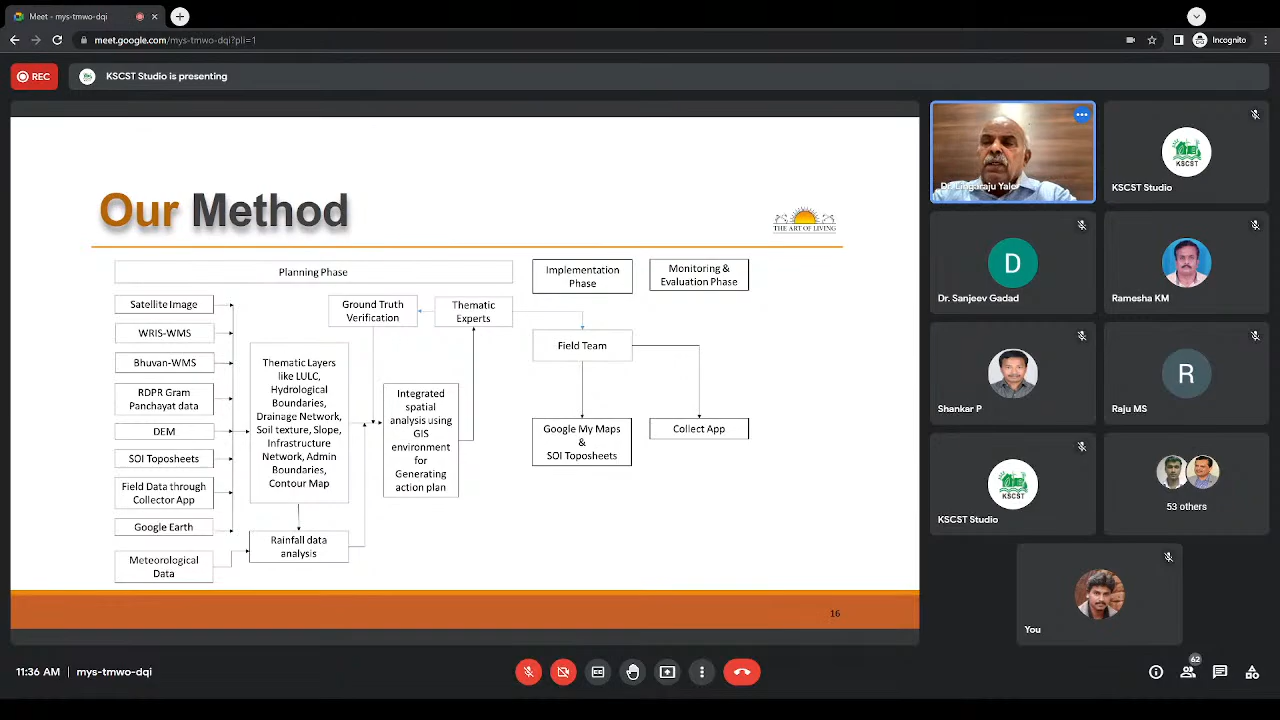 Meet - mys-tmwo-dqi
meet.google.com/mys-tmwo-dqi?pli=1
Incognito
REC
KSCST Studio is presenting
Our Method
THE ART OF LIVING
Planning Phase
Implementation
Phase
Monitoring &
Evaluation Phase
Satellite Image
WRIS-WMS
Bhuvan-WMS
RDPR Gram
Panchayat data
DEM
SOI Toposheets
Field Data through
Collector App
Google Earth
Meteorological
Data
Thematic Layers
like LULC,
Hydrological
Boundaries,
Drainage Network,
Soil texture, Slope,
Infrastructure
Network, Admin
Boundaries,
Contour Map
Rainfall data
analysis
Ground Truth
Verification
Thematic
Experts
Integrated
spatial
analysis using
GIS
environment
for
Generating
action plan
Field Team
Google My Maps
&
SOI Toposheets
Collect App
16
Dr. Lingaraju Yale
KSCST
KSCST Studio
D
Dr. Sanjeev Gadad
Ramesha KM
Shankar P
R
Raju MS
KSCST
KSCST Studio
53 others
You
11:36 AM | mys-tmwo-dqi
62